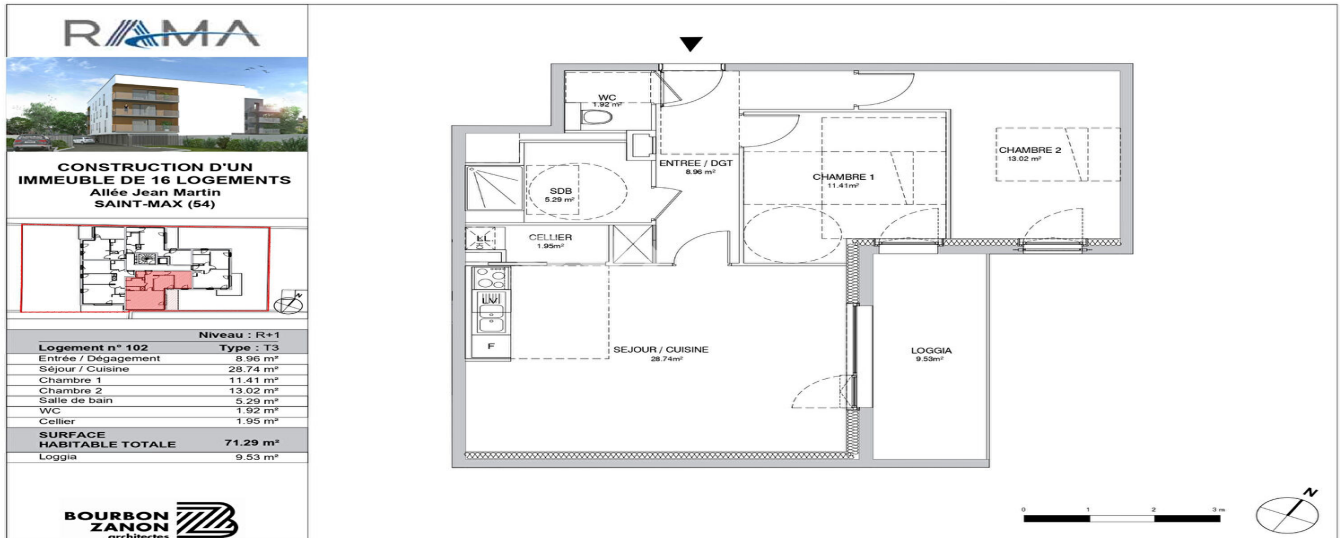 RAMA
CONSTRUCTION D'UN
IMMEUBLE DE 16 LOGEMENTS
Allée Jean Martin
SAINT-MAX (54)
N
Niveau : R+1
Logement n° 102 Type : T3
Entrée / Dégagement 8.96 m²
Séjour / Cuisine 28.74 m²
Chambre 1 11.41 m²
Chambre 2 13.02 m²
Salle de bain 5.29 m²
WC 1.92 m²
Cellier 1.95 m²
SURFACE
HABITABLE TOTALE 71.29 m²
Loggia 9.53 m²
BOURBON
ZANON
architectes
WC
1.92 m²
ENTREE / DGT
8.96 m²
CHAMBRE 1
11.41m²
CHAMBRE 2
13.02 m²
SDB
5.29 m²
CELLIER
1.95m²
LL
LV
F
SEJOUR / CUISINE
28.74m²
LOGGIA
9.53m²
0 1 2 3 m
N